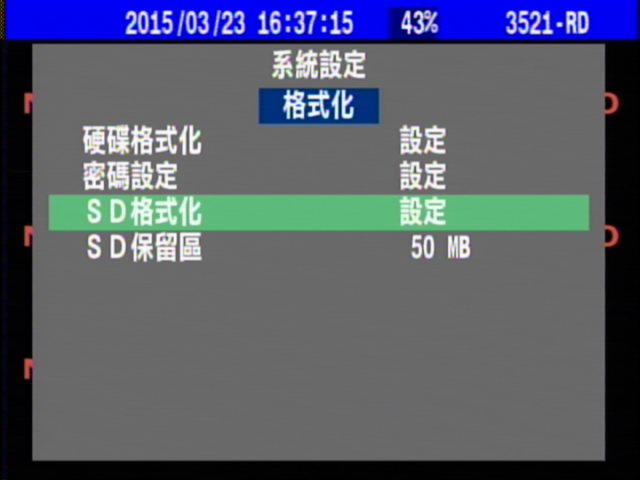 2015/03/23 16:37:15 43% 3521-RD
系統設定
格式化
硬碟格式化 設定
密碼設定 設定
ＳＤ格式化 設定
ＳＤ保留區 50 MB